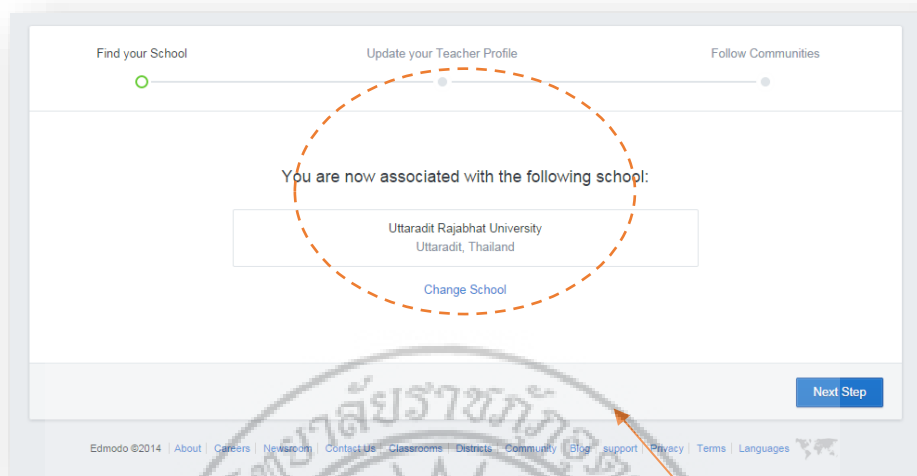 Find your School Update your Teacher Profile Follow Communities
You are now associated with the following school:
Uttaradit Rajabhat University
Uttaradit, Thailand
Change School
Next Step
Edmodo ©2014 | About | Careers | Newsroom | Contact Us | Classrooms | Districts | Community | Blog | support | Privacy | Terms | Languages